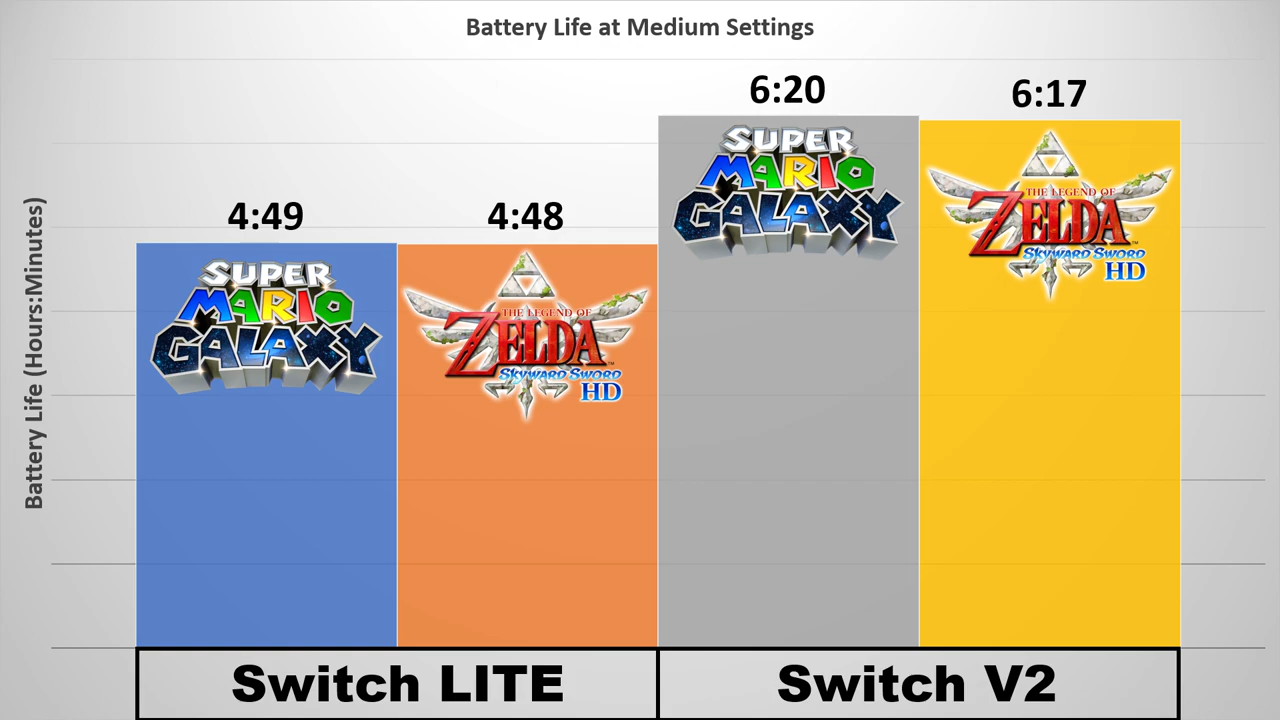 Battery Life at Medium Settings
Battery Life (Hours:Minutes)
4:49
4:48
6:20
6:17
SUPER
MARIO
GALAXY
THE LEGEND OF
ZELDA™
SKYWARD SWORD
HD
SUPER
MARIO
GALAXY
THE LEGEND OF
ZELDA™
SKYWARD SWORD
HD
Switch LITE
Switch V2